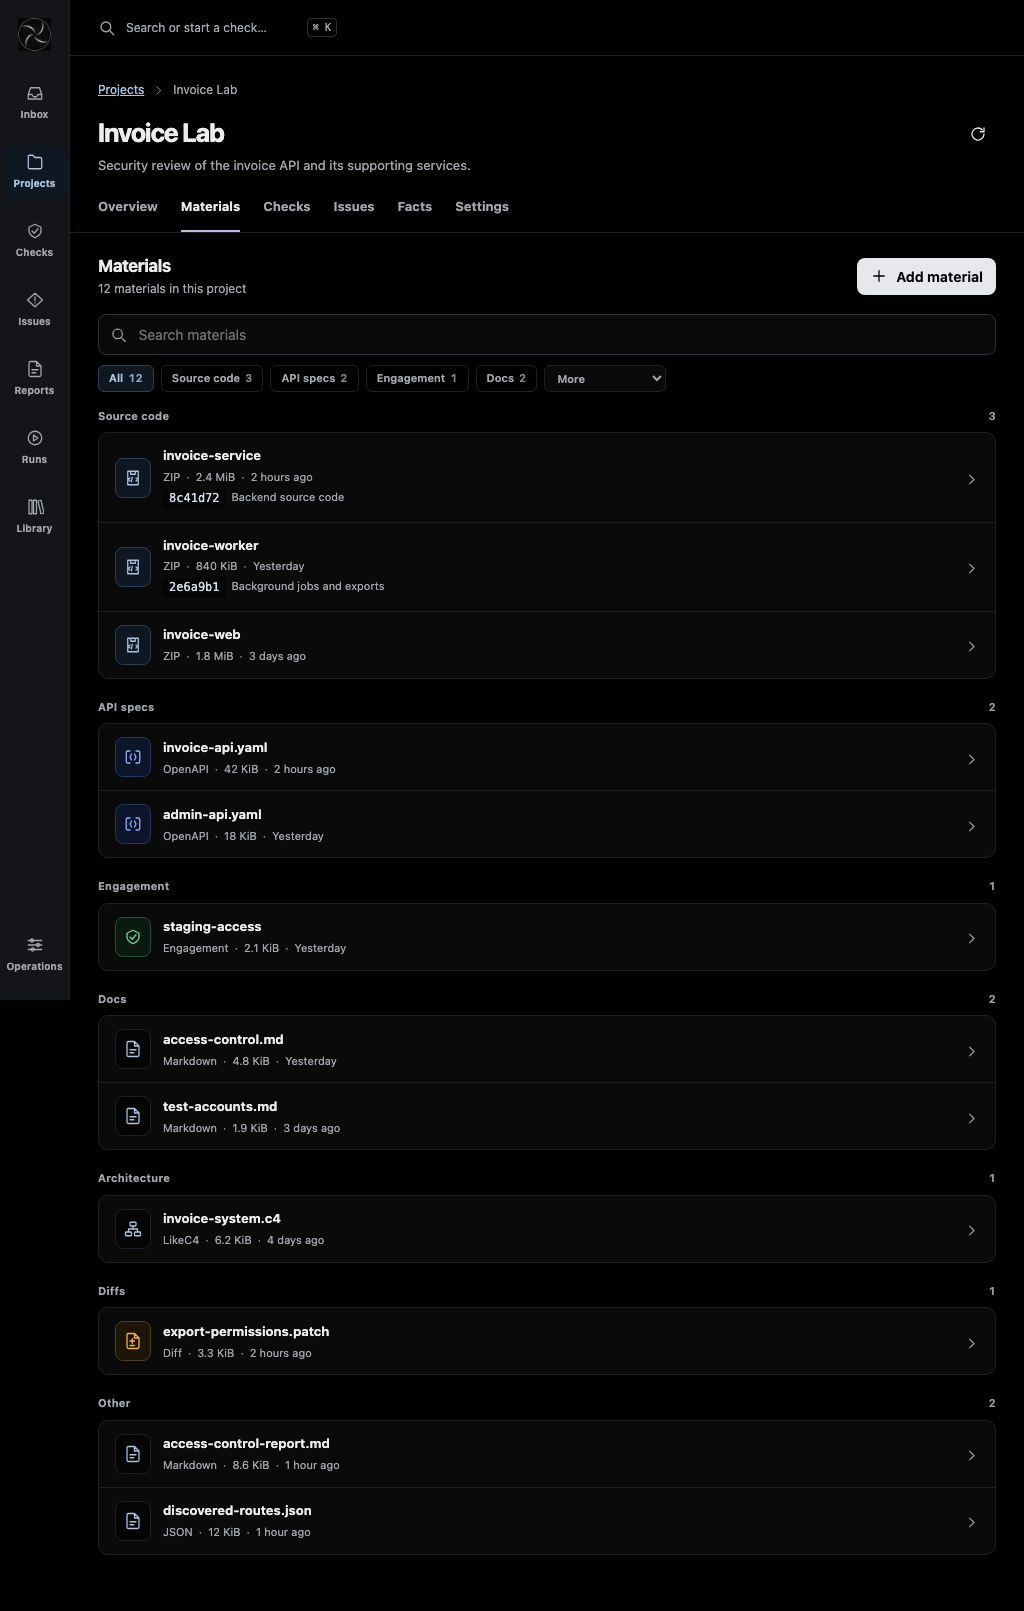 Search or start a check...
⌘ K
Inbox
Projects
Checks
Issues
Reports
Runs
Library
Operations
Projects > Invoice Lab
Invoice Lab
Security review of the invoice API and its supporting services.
Overview Materials Checks Issues Facts Settings
Materials
12 materials in this project
+ Add material
Search materials
All 12 Source code 3 API specs 2 Engagement 1 Docs 2 More
Source code 3
invoice-service
ZIP · 2.4 MiB · 2 hours ago
8c41d72 Backend source code
invoice-worker
ZIP · 840 KiB · Yesterday
2e6a9b1 Background jobs and exports
invoice-web
ZIP · 1.8 MiB · 3 days ago
API specs 2
invoice-api.yaml
OpenAPI · 42 KiB · 2 hours ago
admin-api.yaml
OpenAPI · 18 KiB · Yesterday
Engagement 1
staging-access
Engagement · 2.1 KiB · Yesterday
Docs 2
access-control.md
Markdown · 4.8 KiB · Yesterday
test-accounts.md
Markdown · 1.9 KiB · 3 days ago
Architecture 1
invoice-system.c4
LikeC4 · 6.2 KiB · 4 days ago
Diffs 1
export-permissions.patch
Diff · 3.3 KiB · 2 hours ago
Other 2
access-control-report.md
Markdown · 8.6 KiB · 1 hour ago
discovered-routes.json
JSON · 12 KiB · 1 hour ago